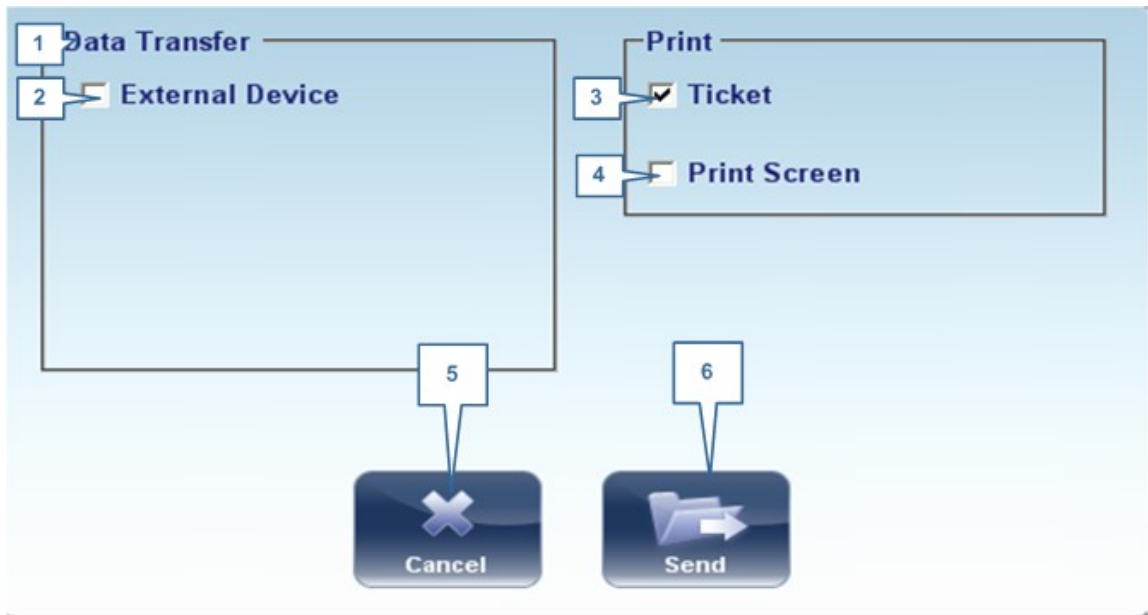 1 Data Transfer
2 External Device
Print
3 Ticket
4 Print Screen
5
6
Cancel
Send